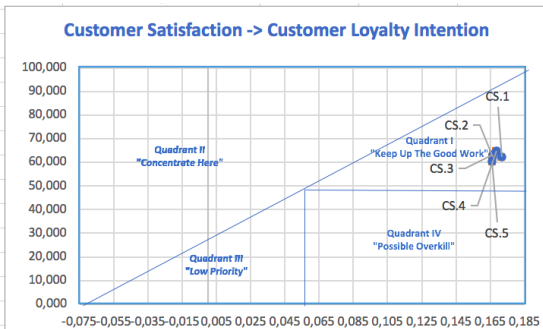 Customer Satisfaction -> Customer Loyalty Intention
100,000
90,000
80,000
70,000
60,000
50,000
40,000
30,000
20,000
10,000
0,000
CS.1
CS.2
Quadrant I
"Keep Up The Good Work"
CS.3
CS.4
CS.5
Quadrant II
"Concentrate Here"
Quadrant IV
"Possible Overkill"
Quadrant III
"Low Priority"
-0,075-0,055-0,035-0,015 0,005 0,025 0,045 0,065 0,085 0,105 0,125 0,145 0,165 0,185